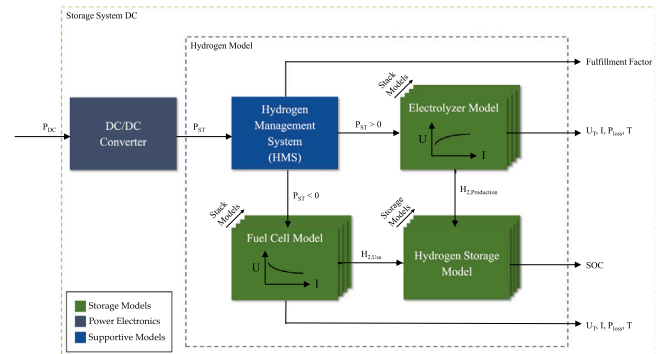 Storage System DC
Hydrogen Model
Fulfillment Factor
Stack
Models
P_DC
DC/DC
Converter
P_ST
Hydrogen
Management
System
(HMS)
P_ST > 0
Electrolyzer Model
U
I
U_T, I, P_loss, T
P_ST < 0
H_2,Production
Stack
Models
Storage
Models
Fuel Cell Model
U
I
H_2,Use
Hydrogen Storage
Model
SOC
Storage Models
Power Electronics
Supportive Models
U_T, I, P_loss, T